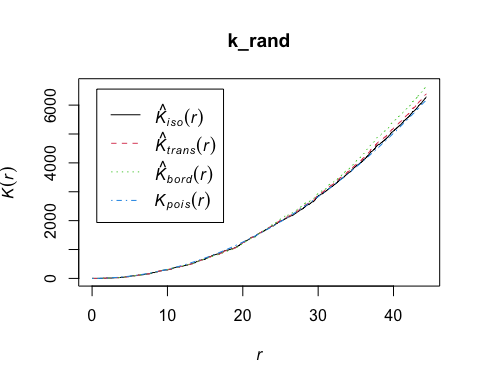 k_rand
K(r)
6000
4000
2000
0
K̂iso(r)
K̂trans(r)
K̂bord(r)
Kpois(r)
0 10 20 30 40
r